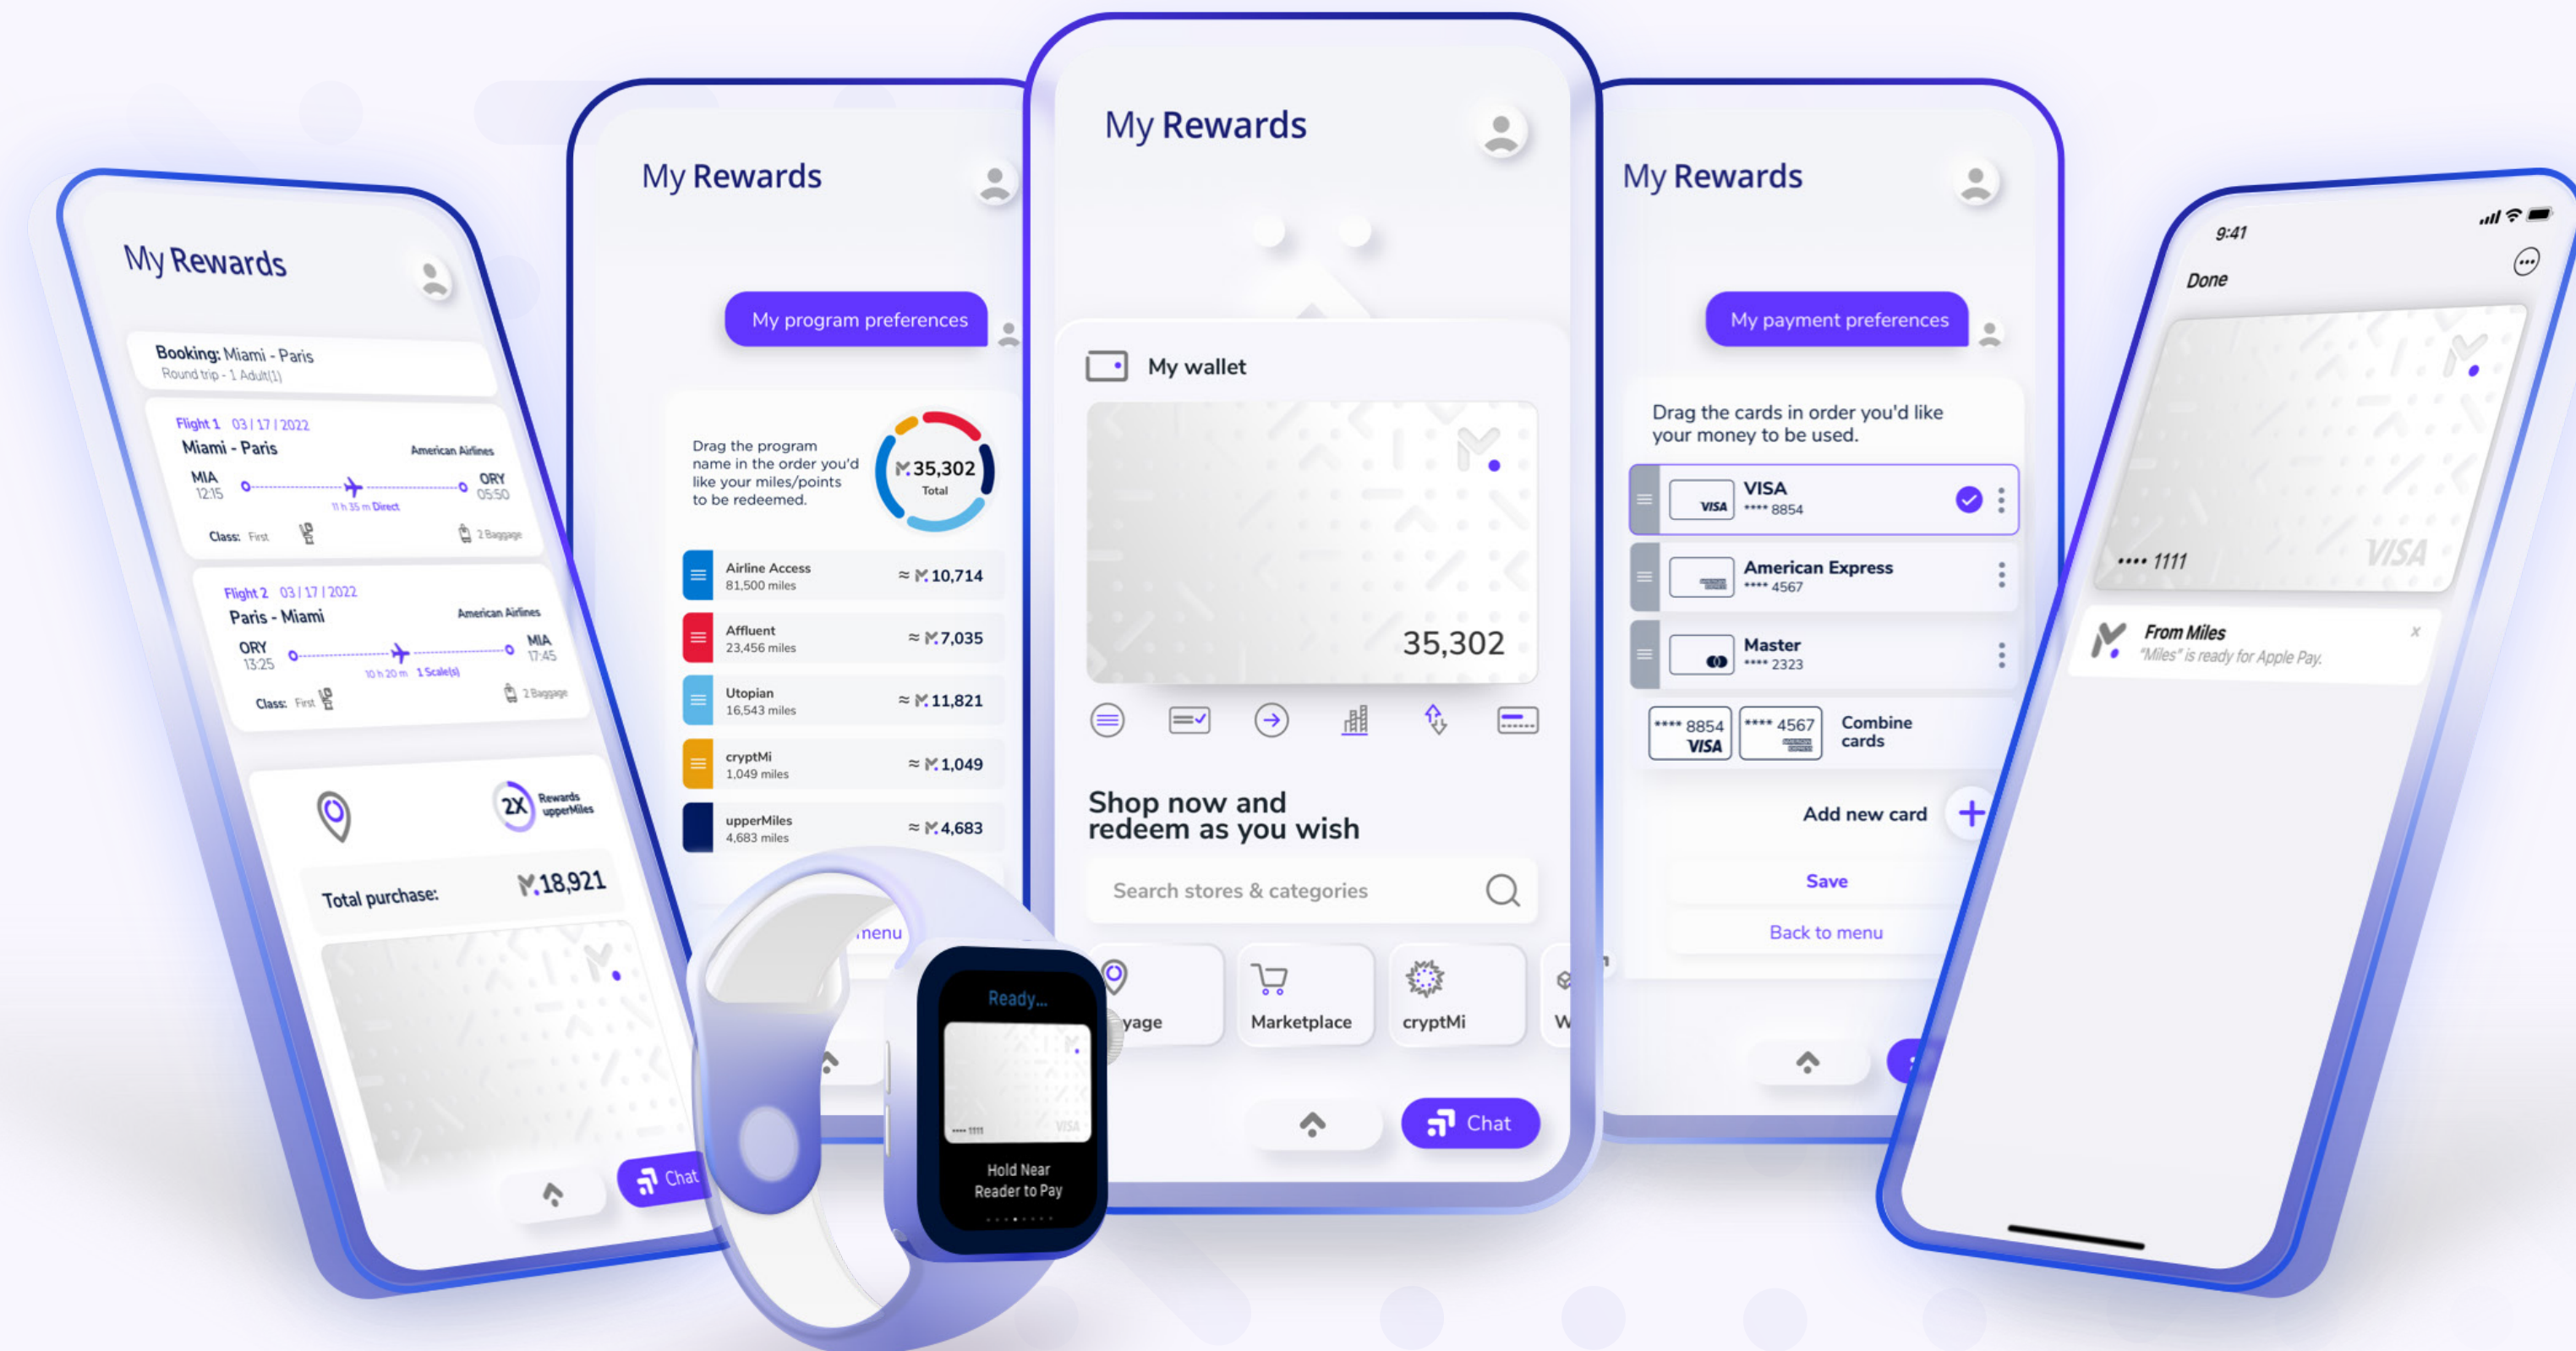 My Rewards
Booking: Miami - Paris
Round trip - 1 Adult(1)
Flight 1 03 / 17 / 2022
Miami - Paris
American Airlines
MIA
ORY
12:15
05:50
11 h 35 m Direct
Class: First
2 Baggage
Flight 2 03 / 17 / 2022
Paris - Miami
American Airlines
ORY
MIA
13:25
17:45
10 h 20 m 1 Scale(s)
Class: First
2 Baggage
2X
Rewards
upperMiles
Total purchase:
M.18,921
Chat
My Rewards
My program preferences
Drag the program
name in the order you'd
like your miles/points
to be redeemed.
M.35,302
Total
Airline Access
81,500 miles
≈ M.10,714
Affluent
23,456 miles
≈ M.7,035
Utopian
16,543 miles
≈ M.11,821
cryptMi
1,049 miles
≈ M.1,049
upperMiles
4,683 miles
≈ M.4,683
menu
Ready...
•••• 1111
VISA
Hold Near
Reader to Pay
My Rewards
My wallet
35,302
Shop now and
redeem as you wish
Search stores & categories
yage
Marketplace
cryptMi
W
Chat
My Rewards
My payment preferences
Drag the cards in order you'd like
your money to be used.
VISA
VISA
**** 8854
American Express
AMERICAN
EXPRESS
**** 4567
Master
**** 2323
**** 8854
VISA
**** 4567
AMERICAN
EXPRESS
Combine
cards
Add new card
Save
Back to menu
9:41
Done
•••• 1111
VISA
From Miles
x
"Miles" is ready for Apple Pay.